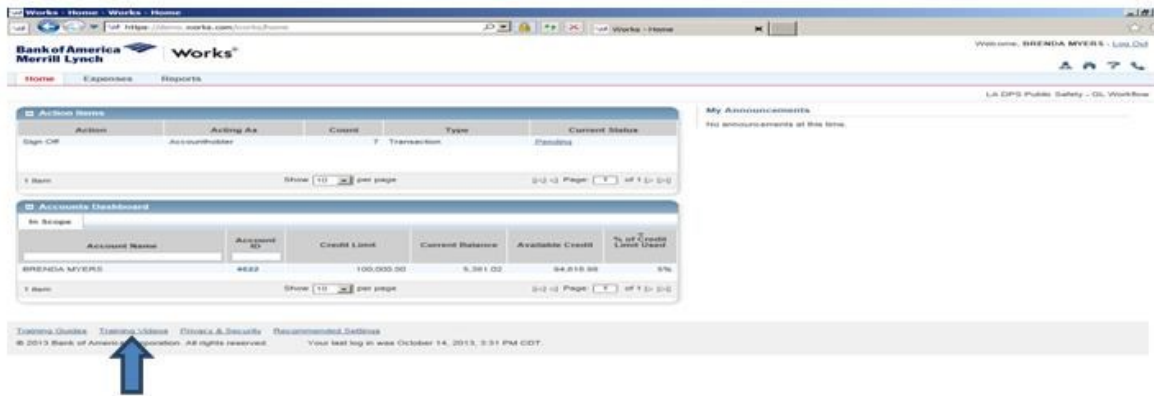 Works - Home - Works - Home
Works - Home
Welcome, BRENDA MYERS - Log Out
Bank of America
Merrill Lynch
Works®
Home Expenses Reports
LA DPS Public Safety - GL Workflow
Action Items
Action Acting As Count Type Current Status
Sign Off Accountholder 7 Transaction Pending
1 Item Show 10 per page Page: 1 of 1
My Announcements
No announcements at this time.
Accounts Dashboard
In Scope
Account Name Account ID Credit Limit Current Balance Available Credit % of Credit Limit Used
BRENDA MYERS 100,000.00 5%
1 Item Show 10 per page Page: 1 of 1
Training Guides Training Videos Privacy & Security Recommended Settings
© 2013 Bank of America Corporation. All rights reserved. Your last log in was October 14, 2013, 3:31 PM CDT.